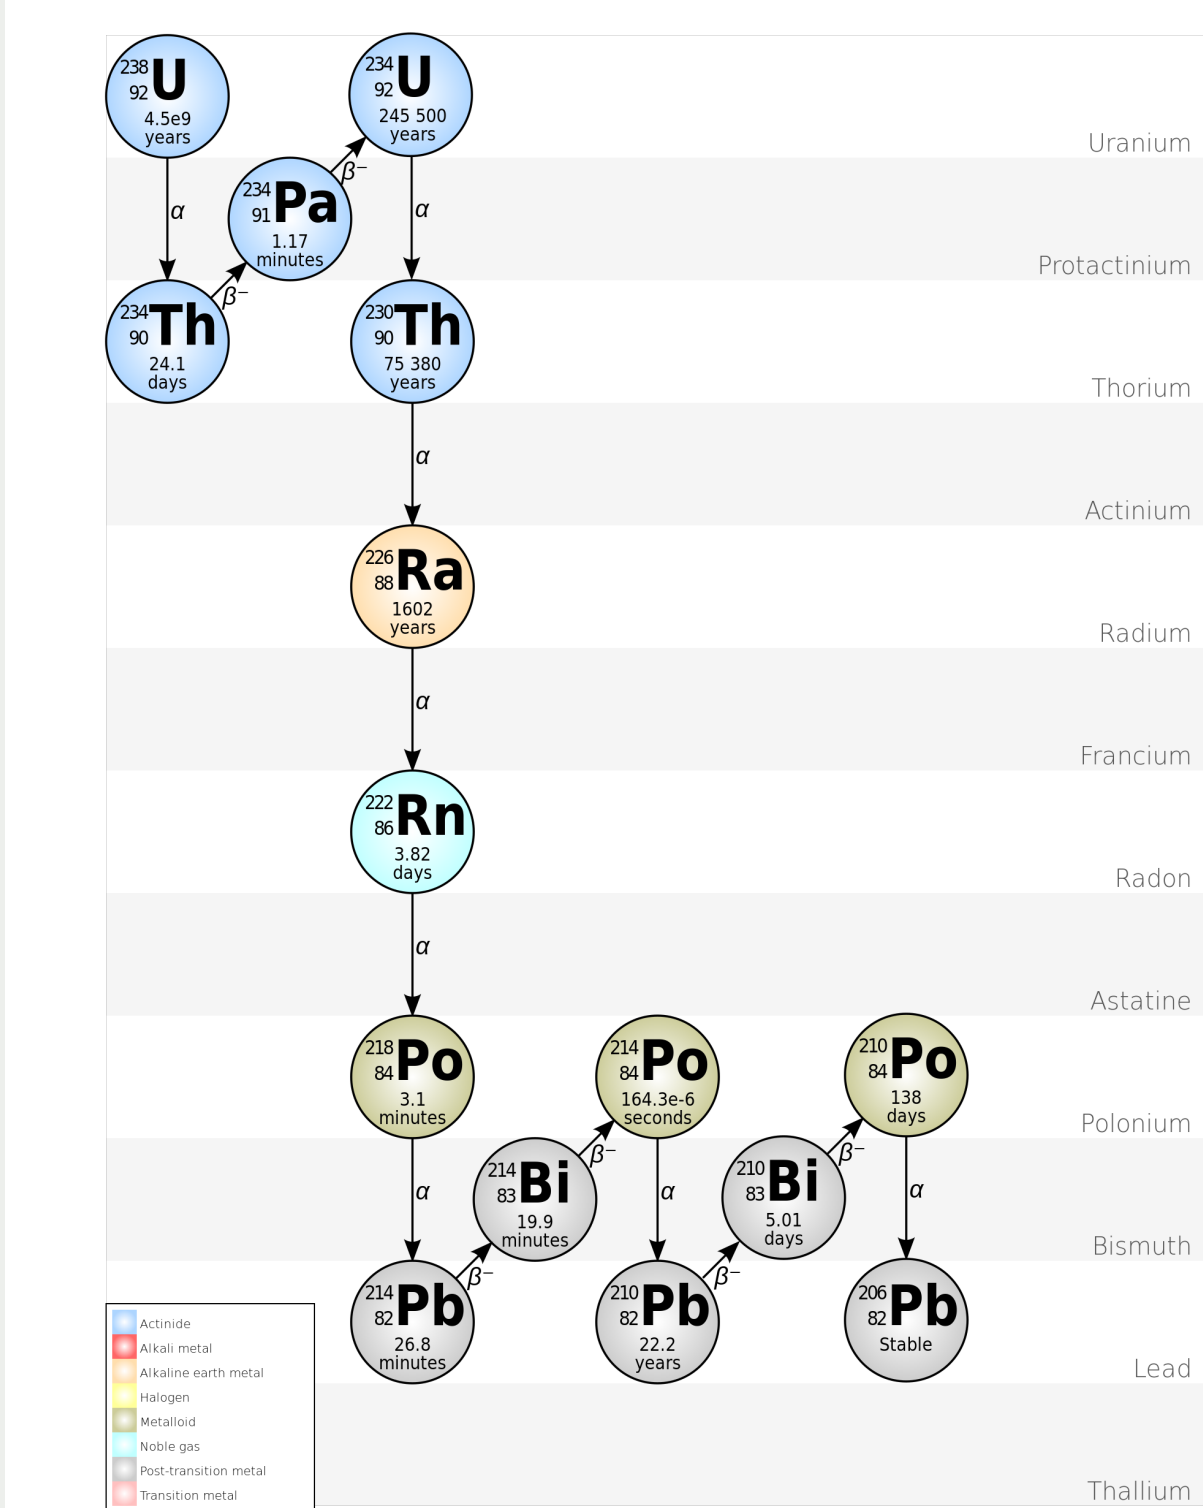 238
92
U
4.5e9
years
234
92
U
245 500
years
Uranium
β⁻
α
α
234
91
Pa
1.17
minutes
Protactinium
β⁻
234
90
Th
24.1
days
230
90
Th
75 380
years
Thorium
α
Actinium
226
88
Ra
1602
years
Radium
α
Francium
222
86
Rn
3.82
days
Radon
α
Astatine
218
84
Po
3.1
minutes
214
84
Po
164.3e-6
seconds
210
84
Po
138
days
Polonium
β⁻
β⁻
α
214
83
Bi
19.9
minutes
α
210
83
Bi
5.01
days
α
Bismuth
β⁻
β⁻
214
82
Pb
26.8
minutes
210
82
Pb
22.2
years
206
82
Pb
Stable
Lead
Actinide
Alkali metal
Alkaline earth metal
Halogen
Metalloid
Noble gas
Post-transition metal
Transition metal
Thallium